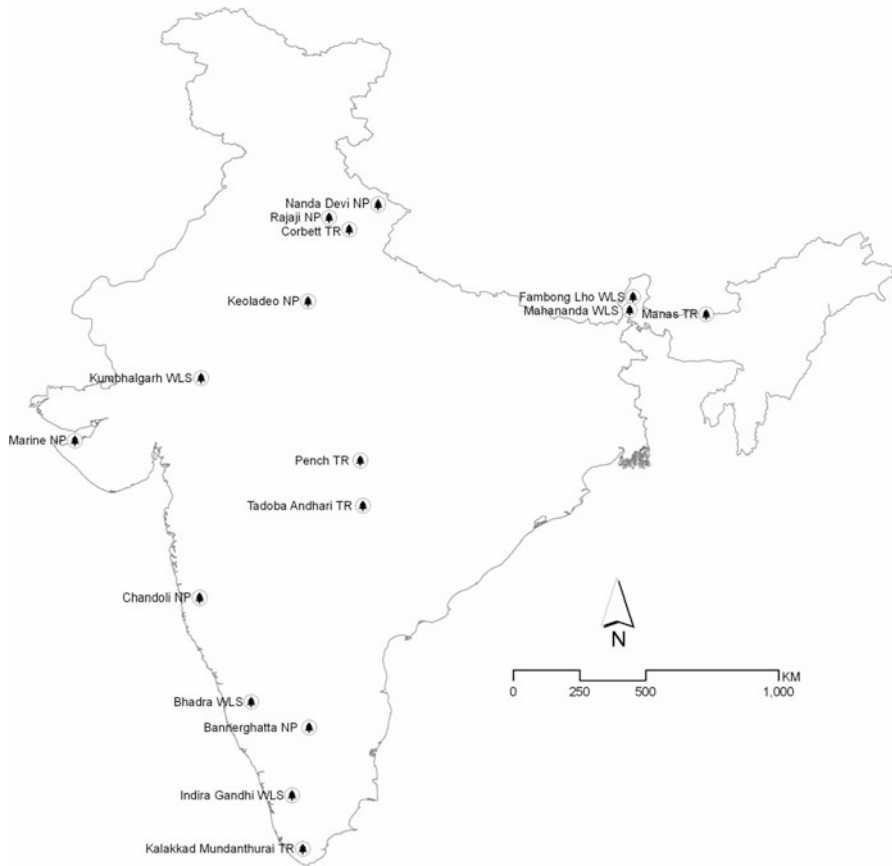 Nanda Devi NP
Rajaji NP
Corbett TR
Fambong Lho WLS
Keoladeo NP
Mahananda WLS
Manas TR
Kumbhalgarh WLS
Marine NP
Pench TR
Tadoba Andhari TR
Chandoli NP
N
KM
0 250 500 1,000
Bhadra WLS
Bannerghatta NP
Indira Gandhi WLS
Kalakkad Mundanthurai TR